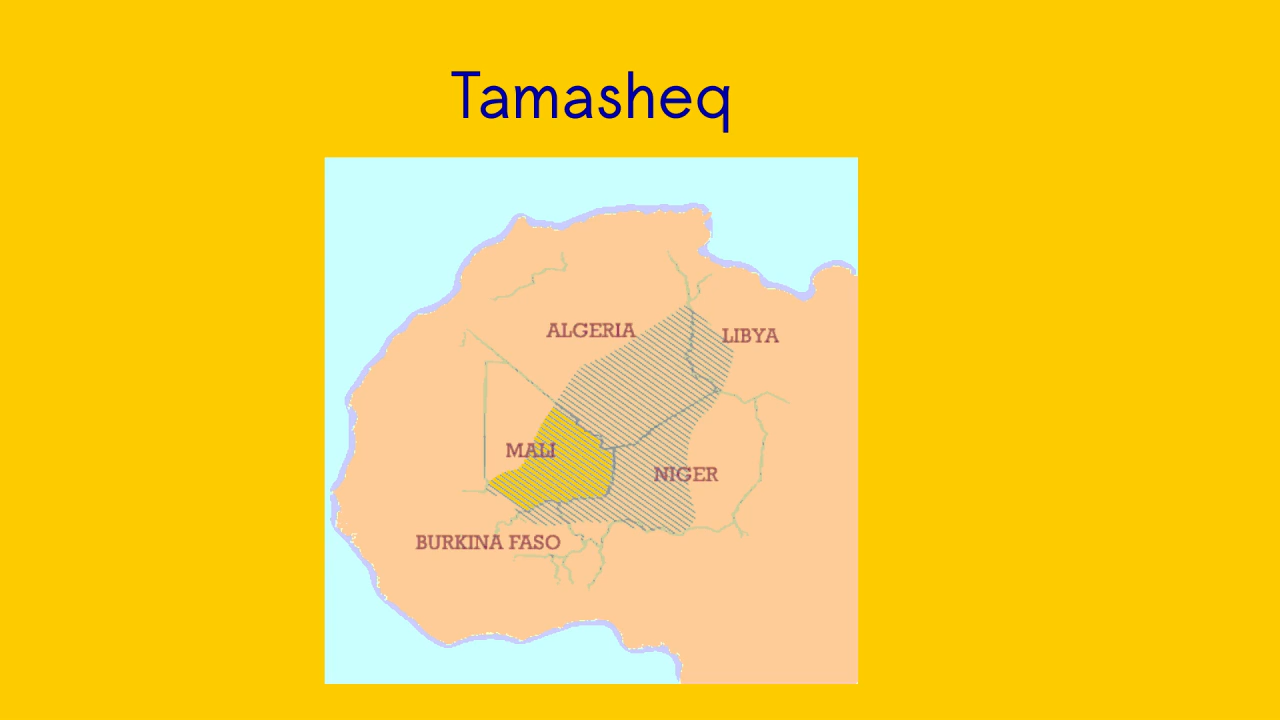 Tamasheq
ALGERIA
LIBYA
MALI
NIGER
BURKINA FASO